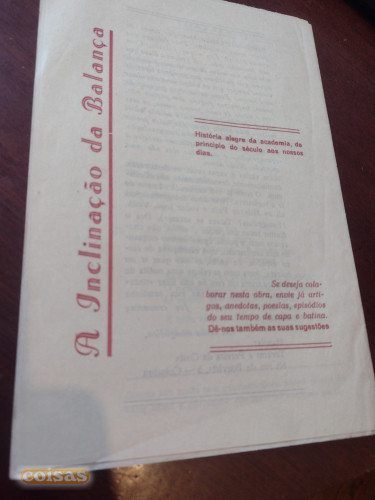 A Inclinação da Balança
História alegre da academia, do
princípio do século aos nossos
dias.
Se deseja cola-
borar nesta obra, envie já arti-
gos, anedotas, poesias, episódios
do seu tempo de capa e batina.
Dê-nos também as suas sugestões
coisas